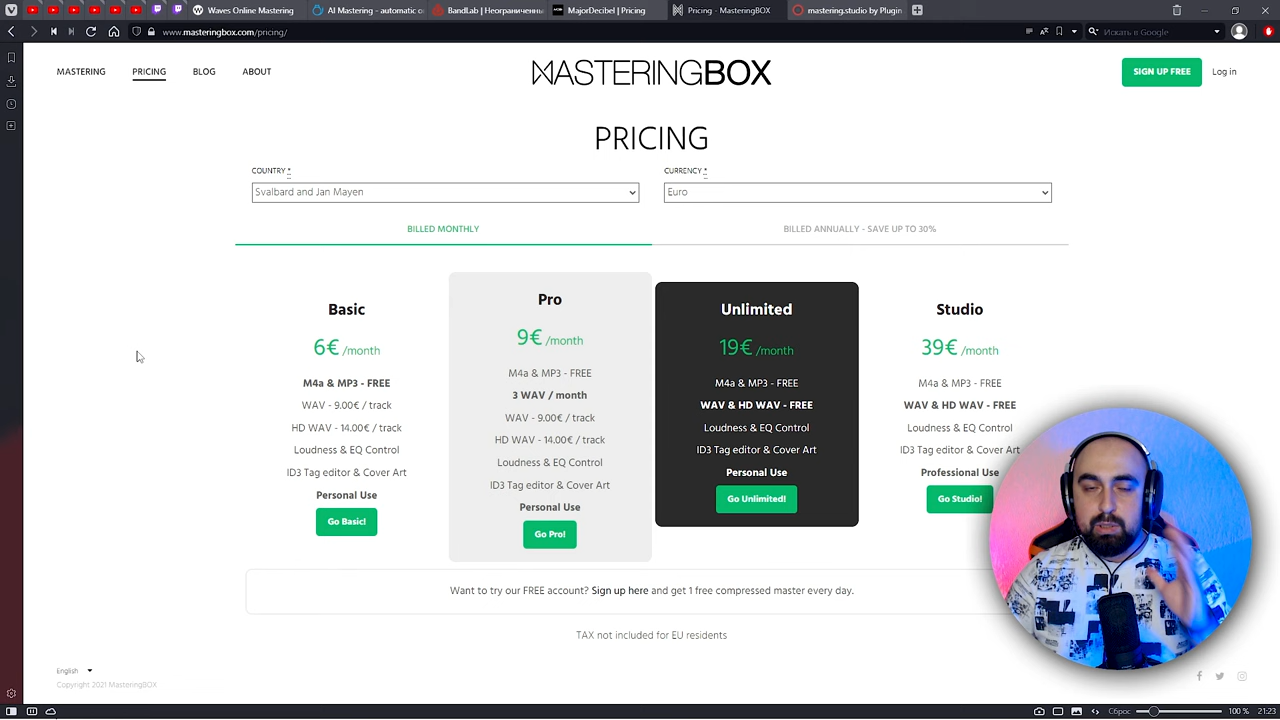 Waves Online Mastering
AI Mastering - automatic o
BandLab | Неограниченны
MajorDecibel | Pricing
Pricing - MasteringBOX
mastering.studio by Plugin
www.masteringbox.com/pricing/
Искать в Google
MASTERING
PRICING
BLOG
ABOUT
MASTERINGBOX
SIGN UP FREE
Log in
PRICING
COUNTRY *
CURRENCY *
Svalbard and Jan Mayen
Euro
BILLED MONTHLY
BILLED ANNUALLY - SAVE UP TO 30%
Basic
6€ /month
M4a & MP3 - FREE
WAV - 9.00€ / track
HD WAV - 14.00€ / track
Loudness & EQ Control
ID3 Tag editor & Cover Art
Personal Use
Go Basic!
Pro
9€ /month
M4a & MP3 - FREE
3 WAV / month
WAV - 9.00€ / track
HD WAV - 14.00€ / track
Loudness & EQ Control
ID3 Tag editor & Cover Art
Personal Use
Go Pro!
Unlimited
19€ /month
M4a & MP3 - FREE
WAV & HD WAV - FREE
Loudness & EQ Control
ID3 Tag editor & Cover Art
Personal Use
Go Unlimited!
Studio
39€ /month
M4a & MP3 - FREE
WAV & HD WAV - FREE
Loudness & EQ Control
ID3 Tag editor & Cover Art
Professional Use
Go Studio!
Want to try our FREE account? Sign up here and get 1 free compressed master every day.
TAX not included for EU residents
English
Copyright 2021 MasteringBOX
Сброс
100 %
21:23